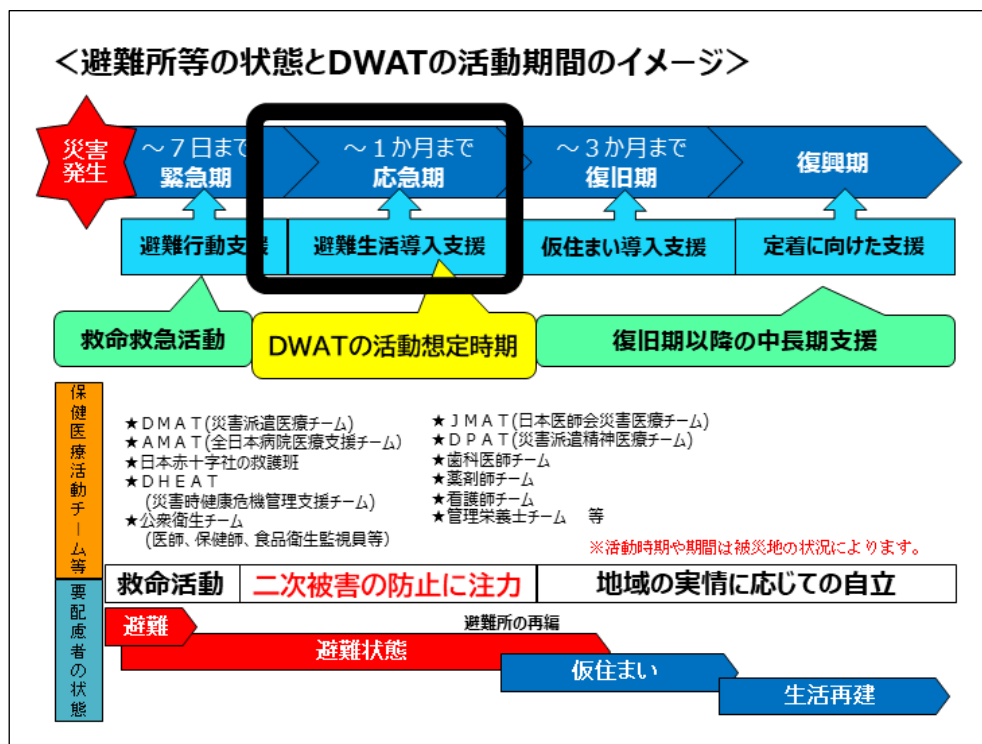 ＜避難所等の状態とDWATの活動期間のイメージ＞
災害
発生
～７日まで
緊急期
～１か月まで
応急期
～３か月まで
復旧期
復興期
避難行動支援
避難生活導入支援
仮住まい導入支援
定着に向けた支援
救命救急活動
DWATの活動想定時期
復旧期以降の中長期支援
保健医療活動チーム等
★ＤＭＡＴ(災害派遣医療チーム)
★ＡＭＡＴ(全日本病院医療支援チーム)
★日本赤十字社の救護班
★ＤＨＥＡＴ
(災害時健康危機管理支援チーム)
★公衆衛生チーム
(医師、保健師、食品衛生監視員等)
★ＪＭＡＴ(日本医師会災害医療チーム)
★ＤＰＡＴ(災害派遣精神医療チーム)
★歯科医師チーム
★薬剤師チーム
★看護師チーム
★管理栄養士チーム　等
※活動時期や期間は被災地の状況によります。
救命活動
二次被害の防止に注力
地域の実情に応じての自立
要配慮者の状態
避難
避難所の再編
避難状態
仮住まい
生活再建